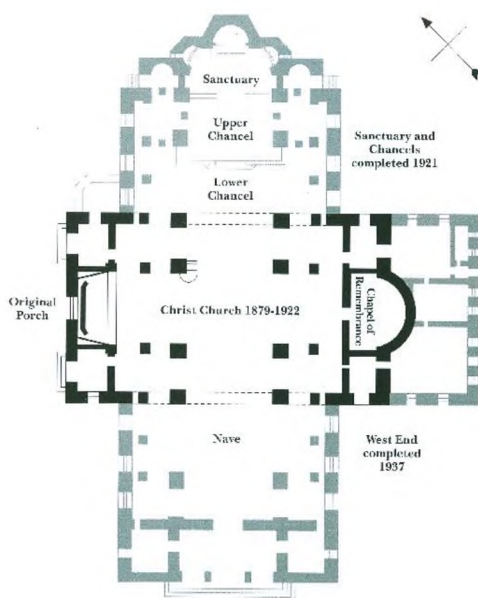 Sanctuary
Upper
Chancel
Sanctuary and
Chancels
completed 1921
Lower
Chancel
Original
Porch
Christ Church 1879-1922
Chapel of
Remembrance
Nave
West End
completed
1937